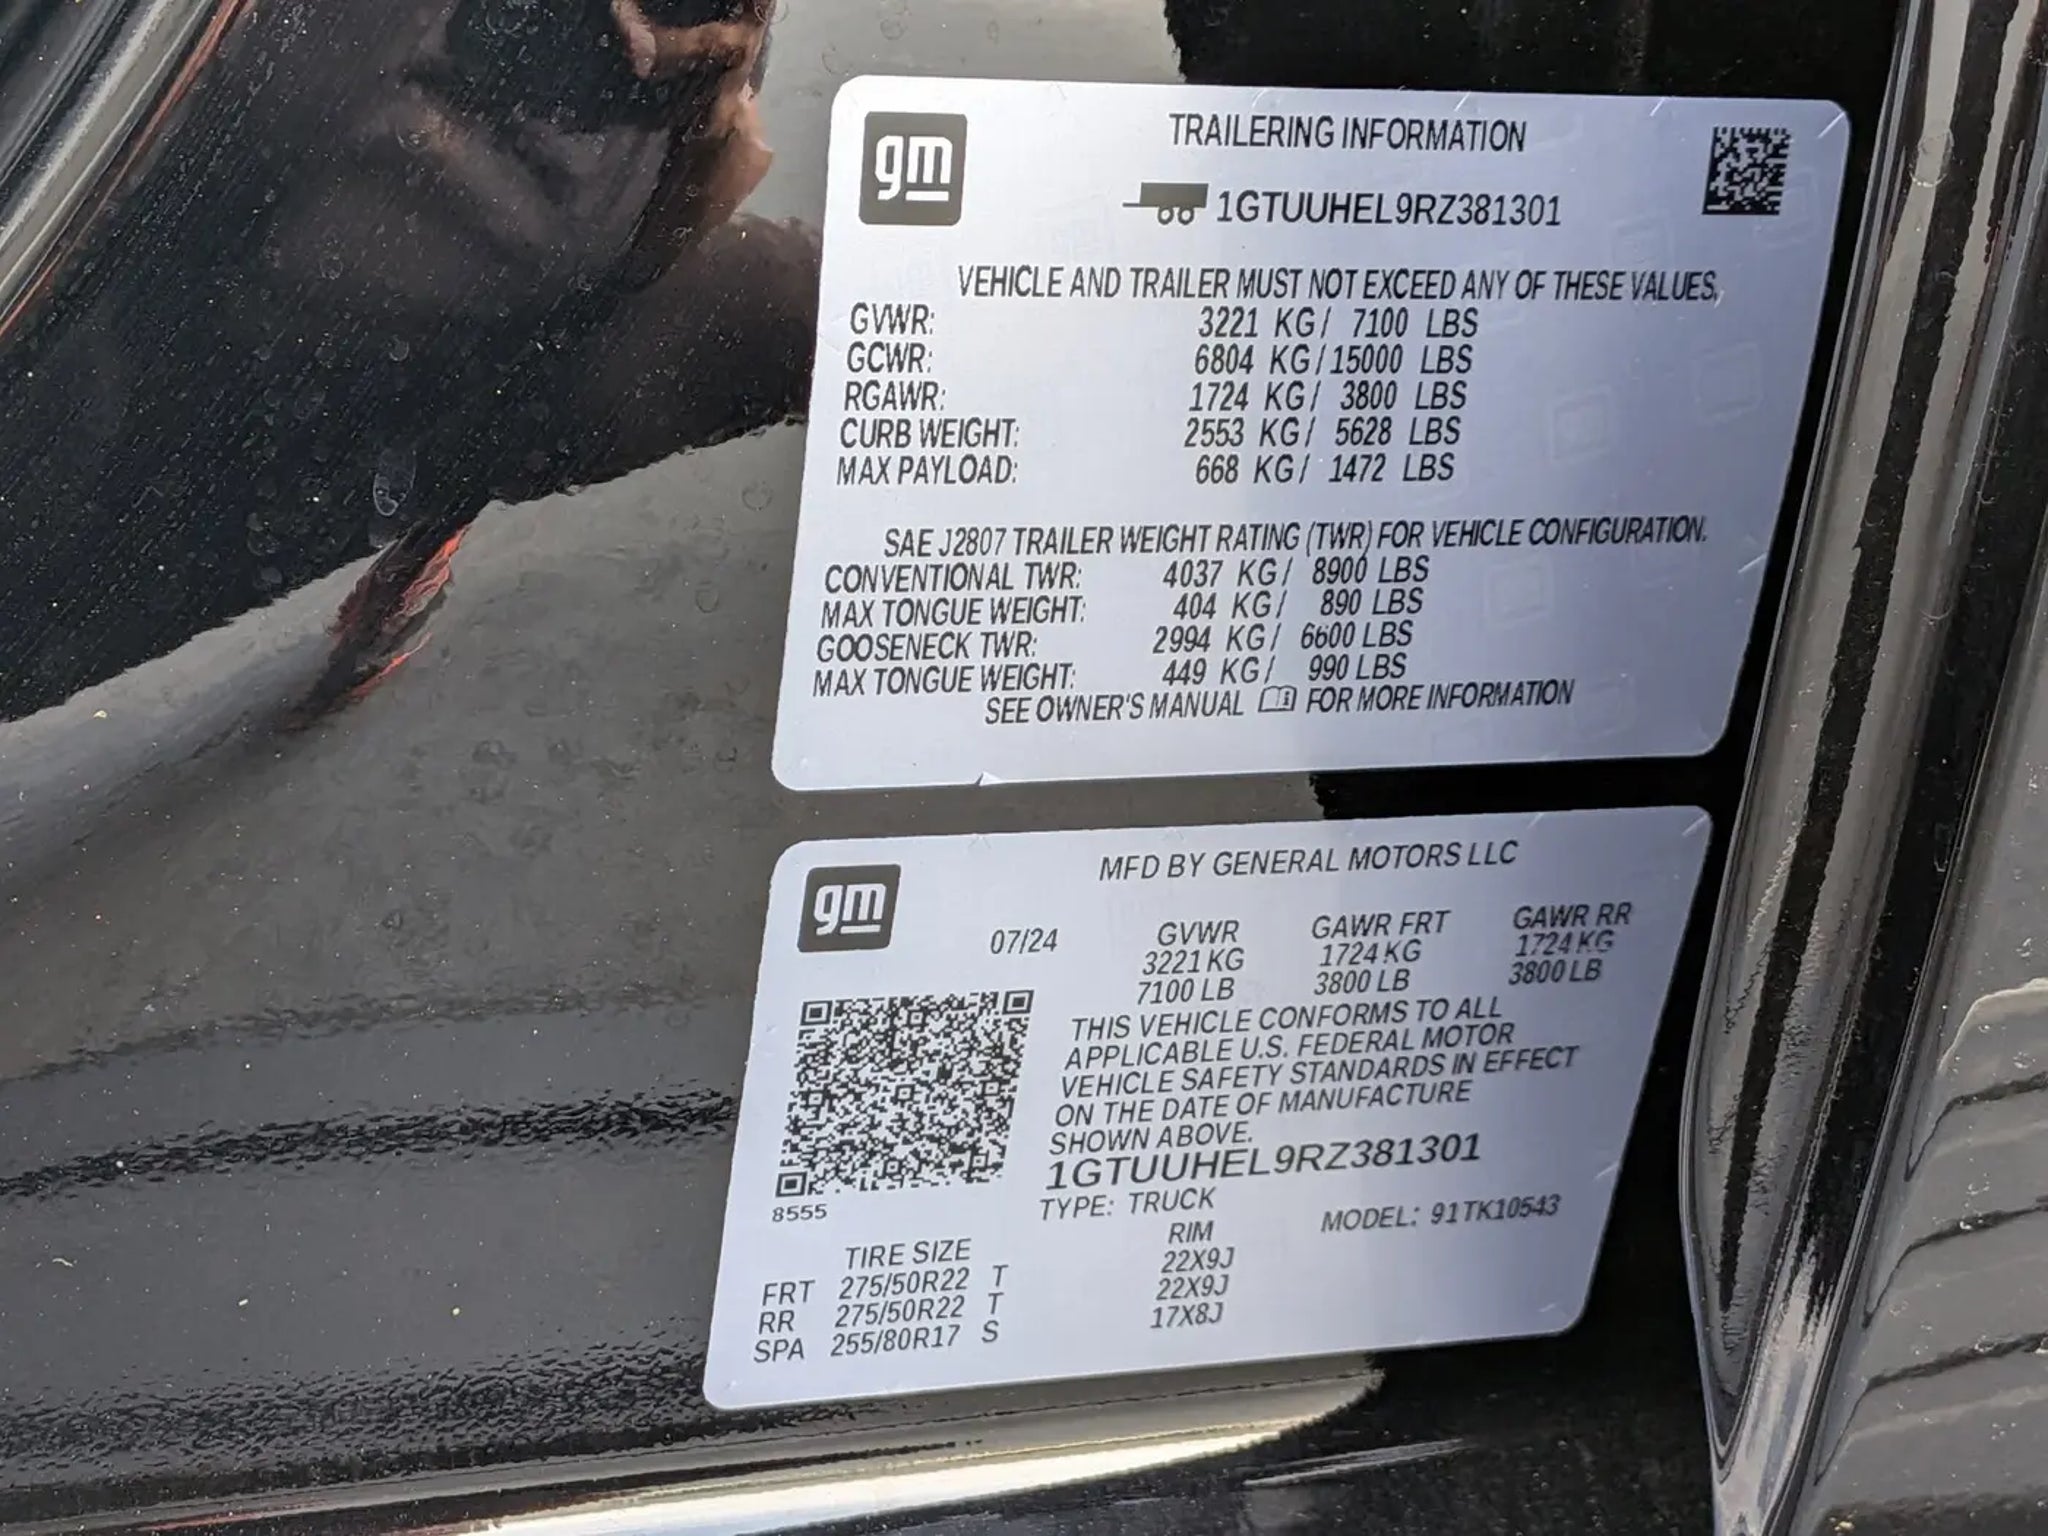 gm
TRAILERING INFORMATION
1GTUUHEL9RZ381301
VEHICLE AND TRAILER MUST NOT EXCEED ANY OF THESE VALUES.
GVWR: 3221 KG/ 7100 LBS
GCWR: 6804 KG/15000 LBS
RGAWR: 1724 KG/ 3800 LBS
CURB WEIGHT: 2553 KG/ 5628 LBS
MAX PAYLOAD: 668 KG/ 1472 LBS
SAE J2807 TRAILER WEIGHT RATING (TWR) FOR VEHICLE CONFIGURATION.
CONVENTIONAL TWR: 4037 KG/ 8900 LBS
MAX TONGUE WEIGHT: 404 KG/ 890 LBS
GOOSENECK TWR: 2994 KG/ 6600 LBS
MAX TONGUE WEIGHT: 449 KG/ 990 LBS
SEE OWNER'S MANUAL FOR MORE INFORMATION
gm
MFD BY GENERAL MOTORS LLC
07/24 GVWR GAWR FRT GAWR RR
3221 KG 1724 KG 1724 KG
7100 LB 3800 LB 3800 LB
THIS VEHICLE CONFORMS TO ALL
APPLICABLE U.S. FEDERAL MOTOR
VEHICLE SAFETY STANDARDS IN EFFECT
ON THE DATE OF MANUFACTURE
SHOWN ABOVE.
1GTUUHEL9RZ381301
8555
TYPE: TRUCK MODEL: 91TK10543
TIRE SIZE RIM
FRT 275/50R22 T 22X9J
RR 275/50R22 T 22X9J
SPA 255/80R17 S 17X8J